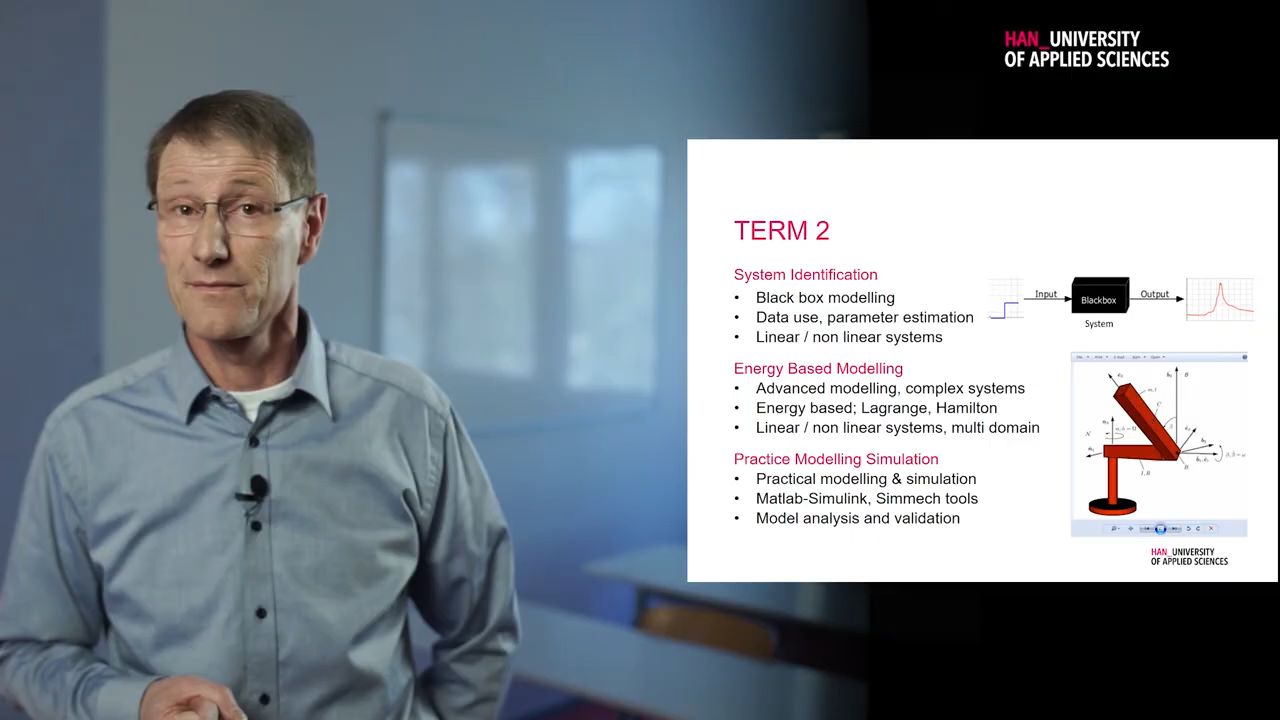 HAN_UNIVERSITY
OF APPLIED SCIENCES
TERM 2
System Identification
• Black box modelling
• Data use, parameter estimation
• Linear / non linear systems
Input
Blackbox
Output
System
Energy Based Modelling
• Advanced modelling, complex systems
• Energy based; Lagrange, Hamilton
• Linear / non linear systems, multi domain
Practice Modelling Simulation
• Practical modelling & simulation
• Matlab-Simulink, Simmech tools
• Model analysis and validation
HAN_UNIVERSITY
OF APPLIED SCIENCES